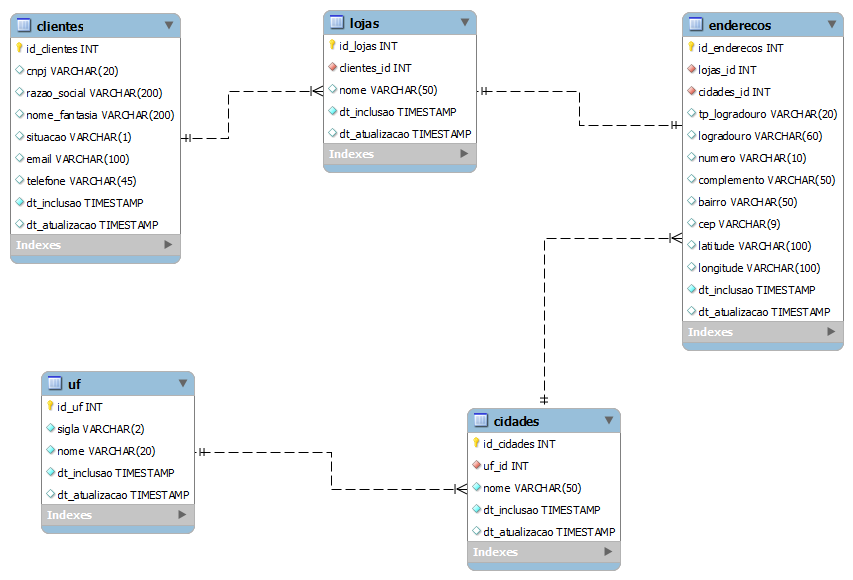 clientes
id_clientes INT
cnpj VARCHAR(20)
razao_social VARCHAR(200)
nome_fantasia VARCHAR(200)
situacao VARCHAR(1)
email VARCHAR(100)
telefone VARCHAR(45)
dt_inclusao TIMESTAMP
dt_atualizacao TIMESTAMP
Indexes
lojas
id_lojas INT
clientes_id INT
nome VARCHAR(50)
dt_inclusao TIMESTAMP
dt_atualizacao TIMESTAMP
Indexes
enderecos
id_enderecos INT
lojas_id INT
cidades_id INT
tp_logradouro VARCHAR(20)
logradouro VARCHAR(60)
numero VARCHAR(10)
complemento VARCHAR(50)
bairro VARCHAR(50)
cep VARCHAR(9)
latitude VARCHAR(100)
longitude VARCHAR(100)
dt_inclusao TIMESTAMP
dt_atualizacao TIMESTAMP
Indexes
uf
id_uf INT
sigla VARCHAR(2)
nome VARCHAR(20)
dt_inclusao TIMESTAMP
dt_atualizacao TIMESTAMP
Indexes
cidades
id_cidades INT
uf_id INT
nome VARCHAR(50)
dt_inclusao TIMESTAMP
dt_atualizacao TIMESTAMP
Indexes